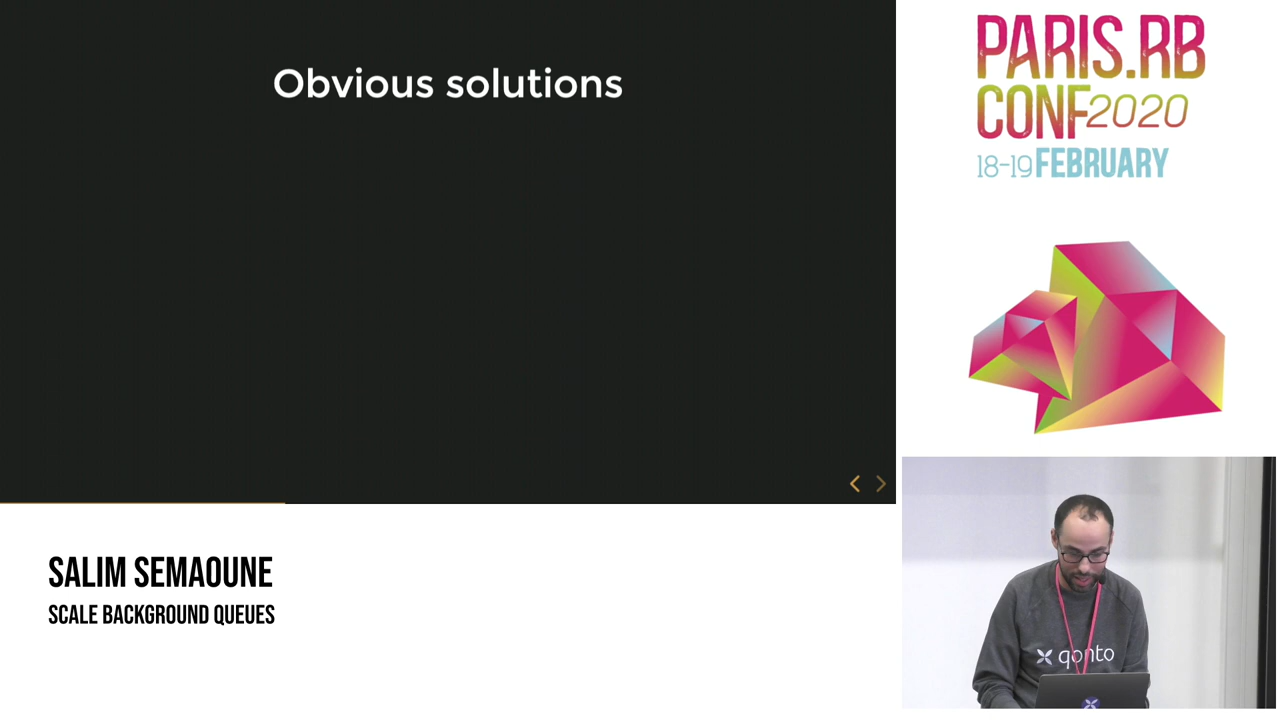 Obvious solutions
PARIS.RB
CONF2020
18-19 FEBRUARY
SALIM SEMAOUNE
SCALE BACKGROUND QUEUES
qonto